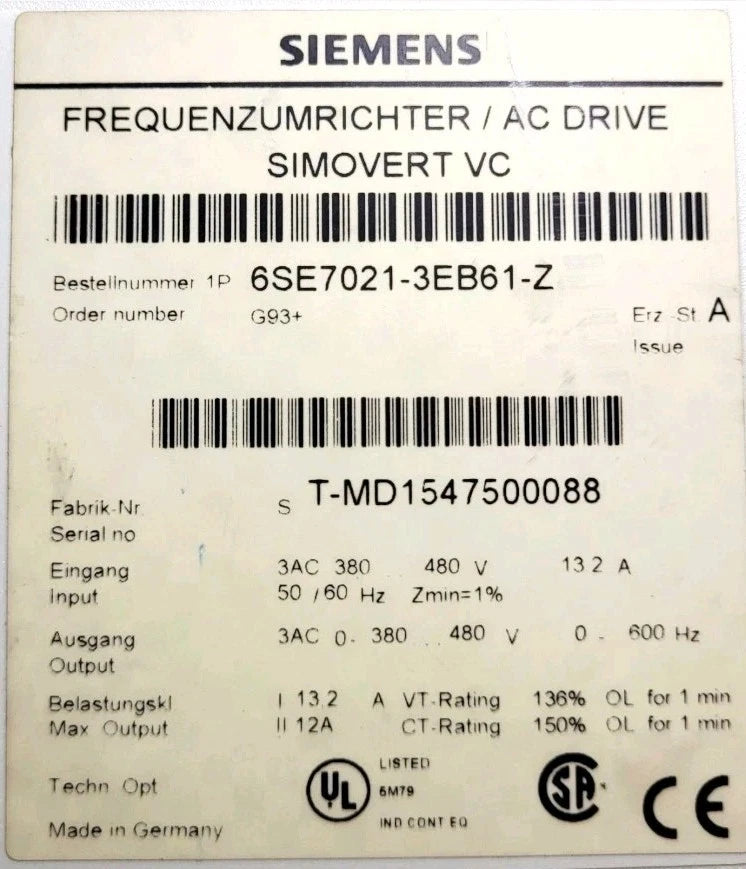 SIEMENS
FREQUENZUMRICHTER / AC DRIVE
SIMOVERT VC
Bestellnummer 1P 6SE7021-3EB61-Z
Order number G93+ Erz.-St. A
Issue
Fabrik-Nr. S T-MD1547500088
Serial no
Eingang 3AC 380 .. 480 V 13.2 A
Input 50 / 60 Hz Zmin=1%
Ausgang 3AC 0- 380 .. 480 V 0 - 600 Hz
Output
Belastungskl I 13.2 A VT-Rating 136% OL for 1 min
Max Output II 12A CT-Rating 150% OL for 1 min
Techn Opt UL LISTED SA CE
6M79
IND CONT EQ
Made in Germany